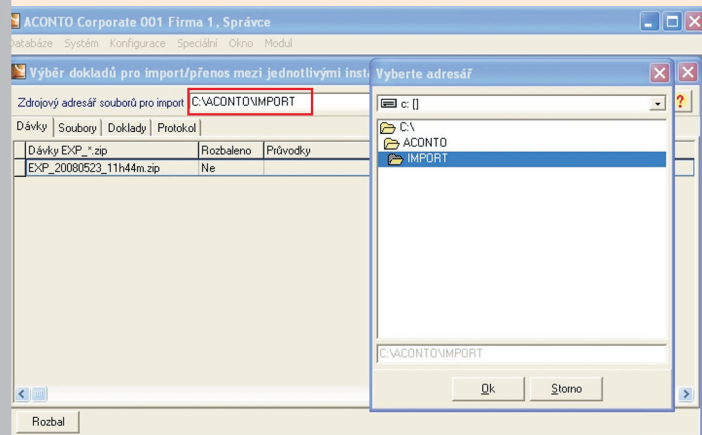 ACONTO Corporate 001 Firma 1, Správce
Databáze Systém Konfigurace Speciální Okno Modul
Výběr dokladů pro import/přenos mezi jednotlivými
Zdrojový adresář souborů pro import C:\ACONTO\IMPORT
?
Dávky Soubory Doklady Protokol
Dávky EXP_*.zip Rozbaleno Průvodky
EXP_20080523_11h44m.zip Ne
Rozbal
Vyberte adresář
c: []
C:\
ACONTO
IMPORT
C:\ACONTO\IMPORT
Ok Storno